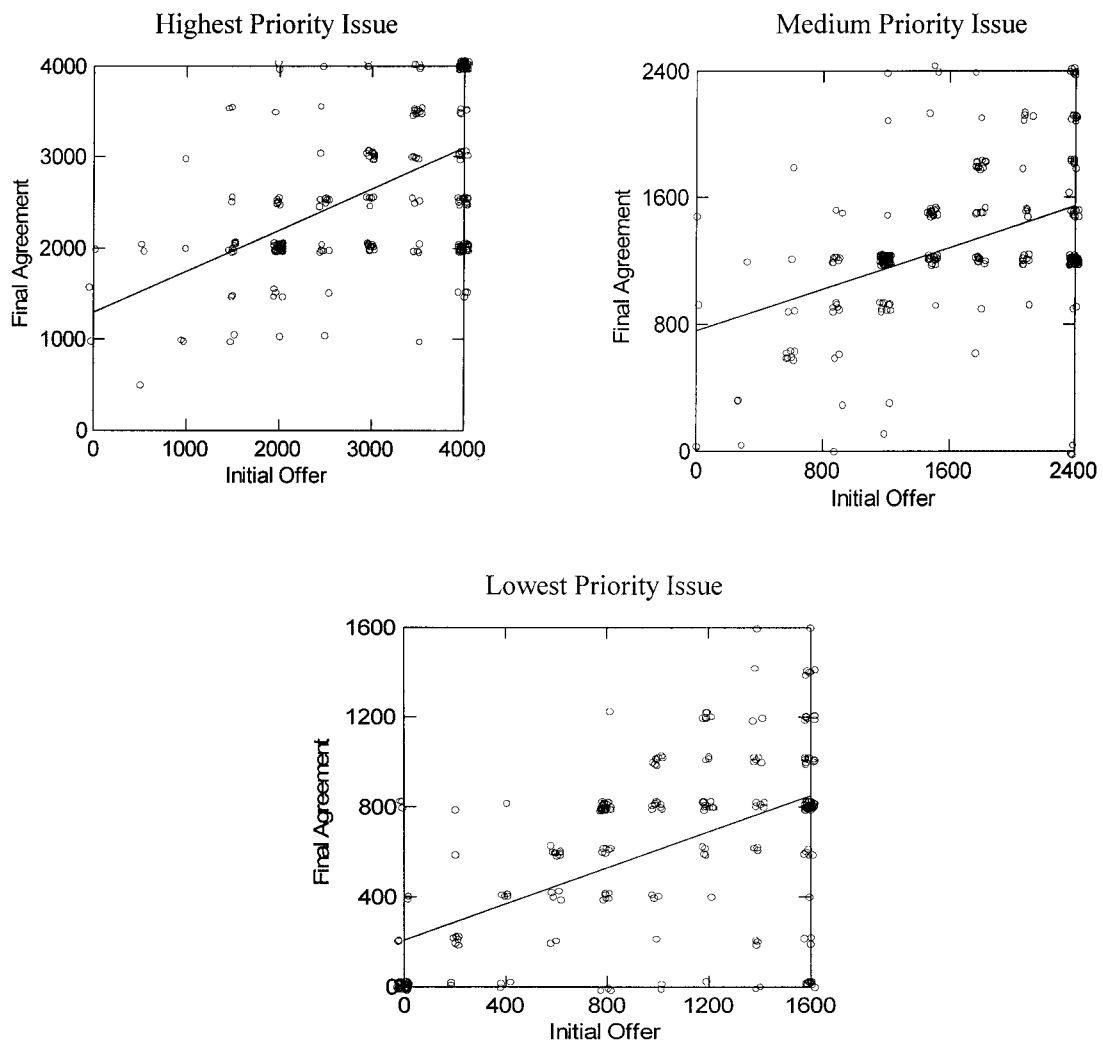 Highest Priority Issue
4000
3000
2000
1000
0
Final Agreement
0 1000 2000 3000 4000
Initial Offer
Medium Priority Issue
2400
1600
800
0
Final Agreement
0 800 1600 2400
Initial Offer
Lowest Priority Issue
1600
1200
800
400
0
Final Agreement
0 400 800 1200 1600
Initial Offer